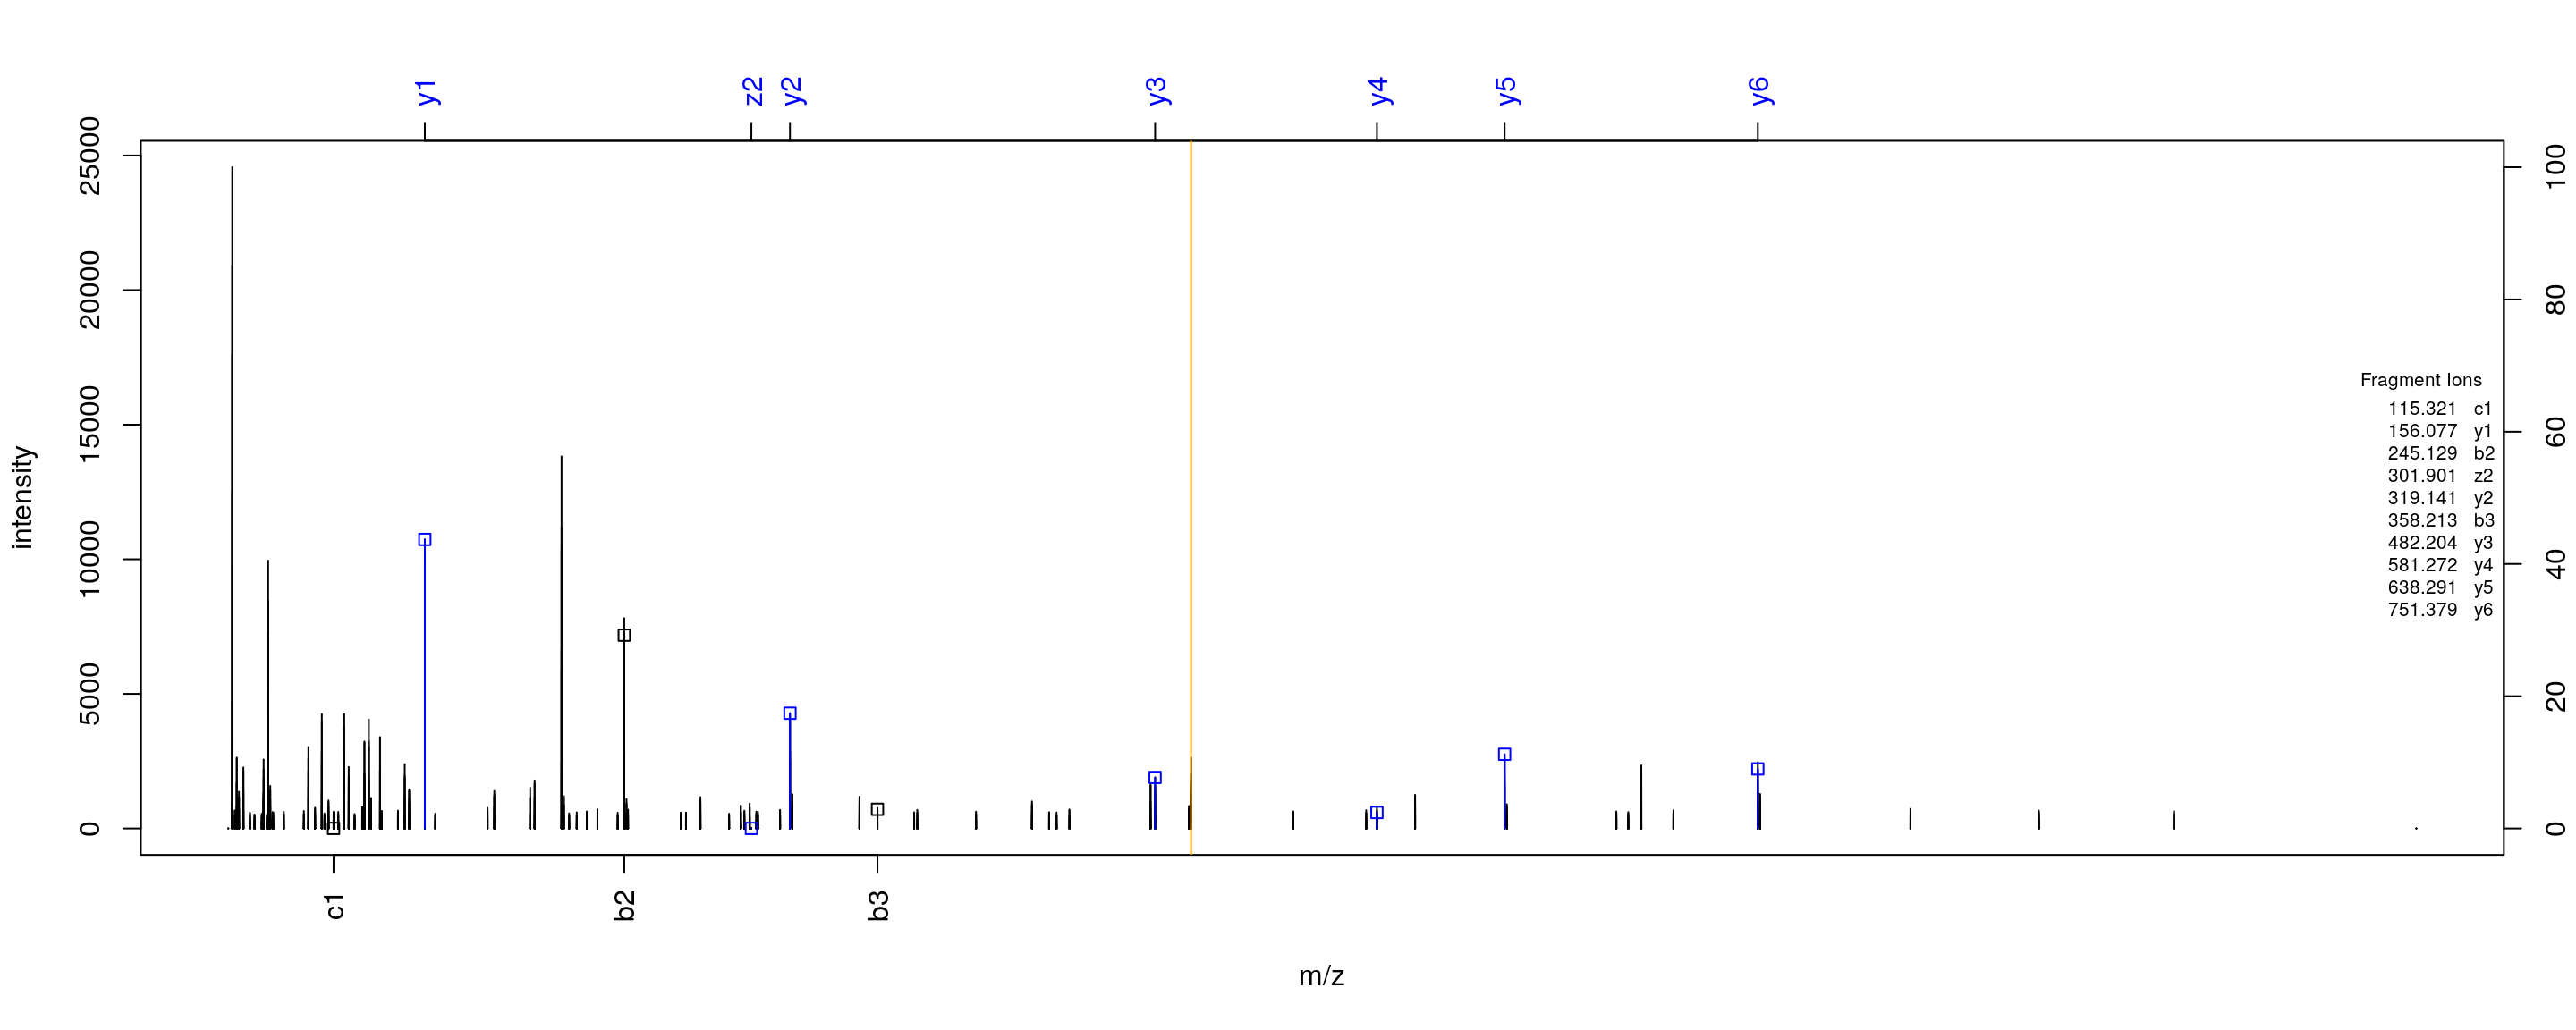 y1 z2 y2 y3 y4 y5 y6
25000
20000
15000
10000
5000
0
intensity
100
80
60
40
20
0
Fragment Ions
115.321 c1
156.077 y1
245.129 b2
301.901 z2
319.141 y2
358.213 b3
482.204 y3
581.272 y4
638.291 y5
751.379 y6
c1 b2 b3
m/z